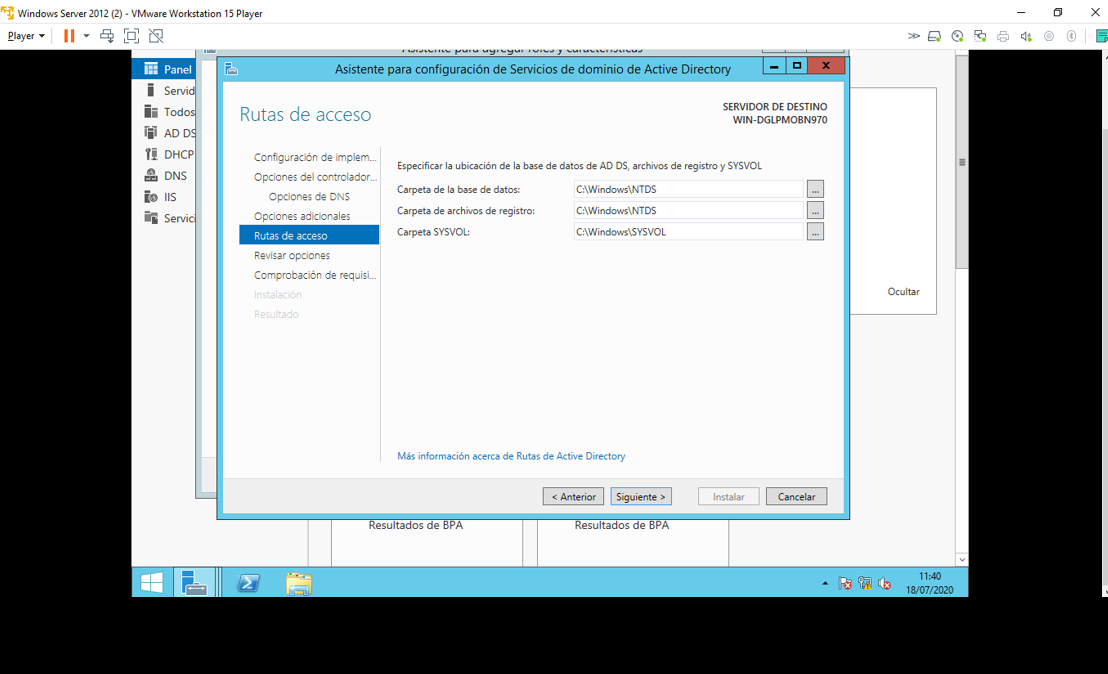 Windows Server 2012 (2) - VMware Workstation 15 Player
Player
Asistente para agregar roles y características
Asistente para configuración de Servicios de dominio de Active Directory
Panel
Servid
Todos
AD DS
DHCP
DNS
IIS
Servici
Rutas de acceso
SERVIDOR DE DESTINO
WIN-DGLPMOBN970
Configuración de implem...
Opciones del controlador...
Opciones de DNS
Opciones adicionales
Rutas de acceso
Revisar opciones
Comprobación de requisi...
Instalación
Resultado
Especificar la ubicación de la base de datos de AD DS, archivos de registro y SYSVOL
Carpeta de la base de datos: C:\Windows\NTDS ...
Carpeta de archivos de registro: C:\Windows\NTDS ...
Carpeta SYSVOL: C:\Windows\SYSVOL ...
Ocultar
Más información acerca de Rutas de Active Directory
< Anterior Siguiente > Instalar Cancelar
Resultados de BPA Resultados de BPA
11:40
18/07/2020